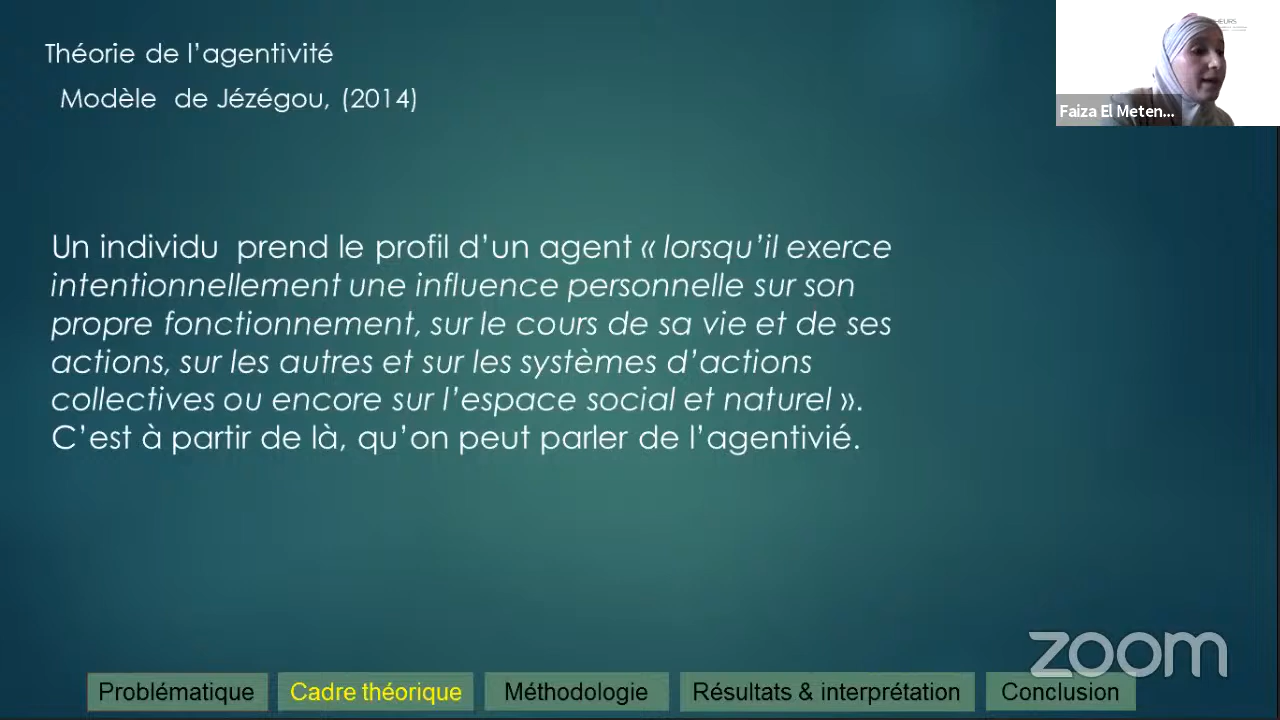 Théorie de l’agentivité
Modèle de Jézégou, (2014)
Faiza El Meten...
Un individu prend le profil d’un agent « lorsqu’il exerce
intentionnellement une influence personnelle sur son
propre fonctionnement, sur le cours de sa vie et de ses
actions, sur les autres et sur les systèmes d’actions
collectives ou encore sur l’espace social et naturel ».
C’est à partir de là, qu’on peut parler de l’agentivié.
zoom
Problématique
Cadre théorique
Méthodologie
Résultats & interprétation
Conclusion